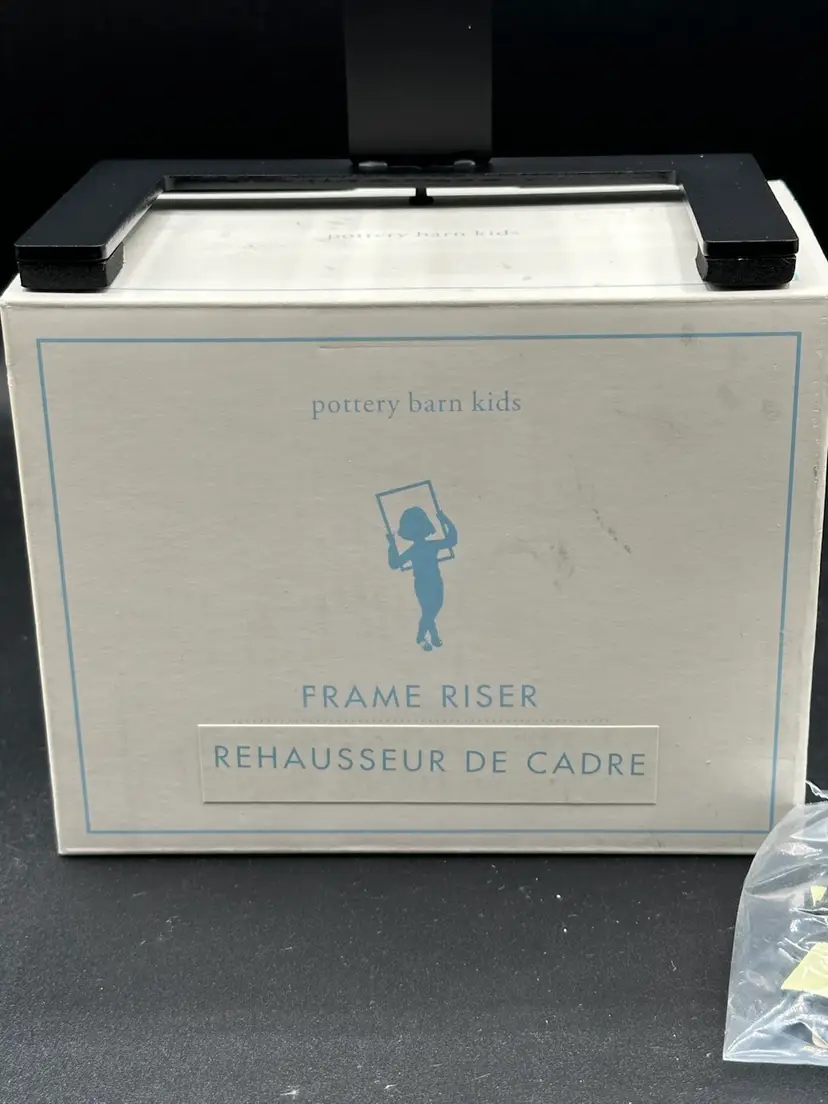 pottery barn kids
pottery barn kids
FRAME RISER
REHAUSSEUR DE CADRE